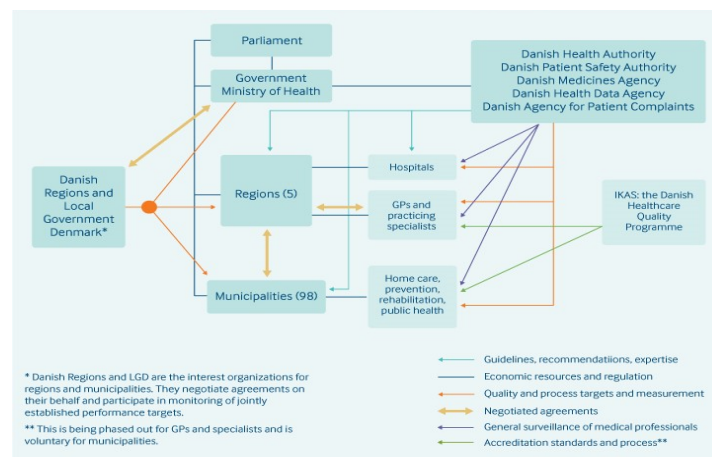 Parliament
Government
Ministry of Health
Danish Health Authority
Danish Patient Safety Authority
Danish Medicines Agency
Danish Health Data Agency
Danish Agency for Patient Complaints
Danish
Regions and
Local
Government
Denmark*
Regions (5)
Hospitals
GPs and
practicing
specialists
IKAS: the Danish
Healthcare
Quality
Programme
Municipalities (98)
Home care,
prevention,
rehabilitation,
public health
* Danish Regions and LGD are the interest organizations for
regions and municipalities. They negotiate agreements on
their behalf and participate in monitoring of jointly
established performance targets.
** This is being phased out for GPs and specialists and is
voluntary for municipalities.
Guidelines, recommendatiions, expertise
Economic resources and regulation
Quality and process targets and measurement
Negotiated agreements
General surveillance of medical professionals
Accreditation standards and process**